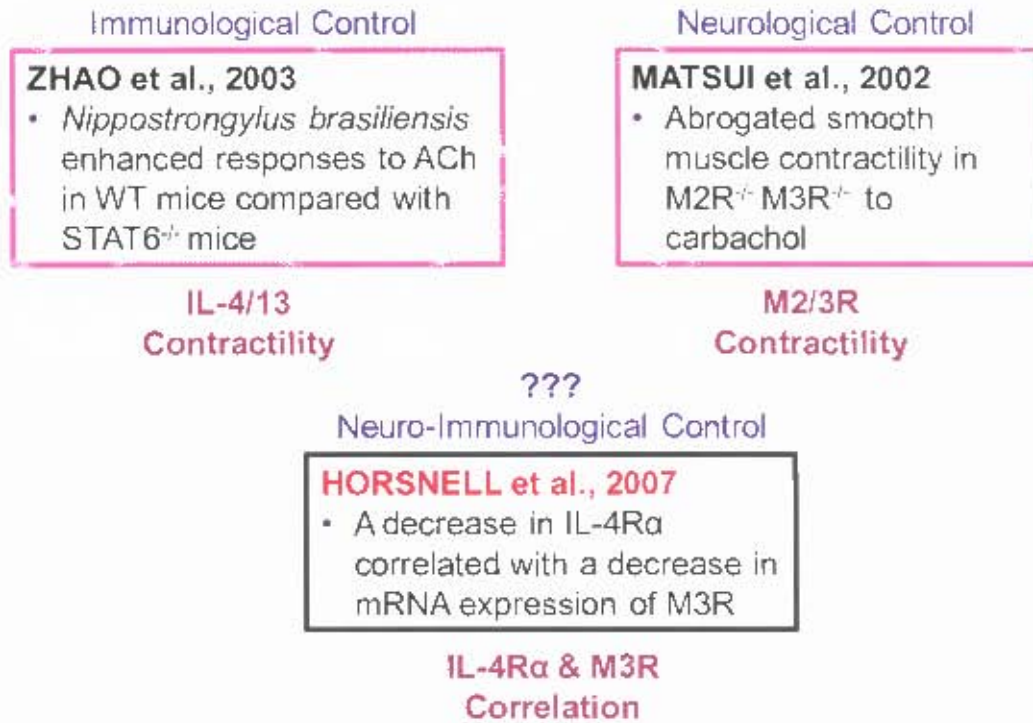 Immunological Control
ZHAO et al., 2003
• Nippostrongylus brasiliensis
enhanced responses to ACh
in WT mice compared with
STAT6-/- mice
IL-4/13
Contractility
Neurological Control
MATSUI et al., 2002
• Abrogated smooth
muscle contractility in
M2R-/- M3R-/- to
carbachol
M2/3R
Contractility
???
Neuro-Immunological Control
HORSNELL et al., 2007
• A decrease in IL-4Rα
correlated with a decrease in
mRNA expression of M3R
IL-4Rα & M3R
Correlation